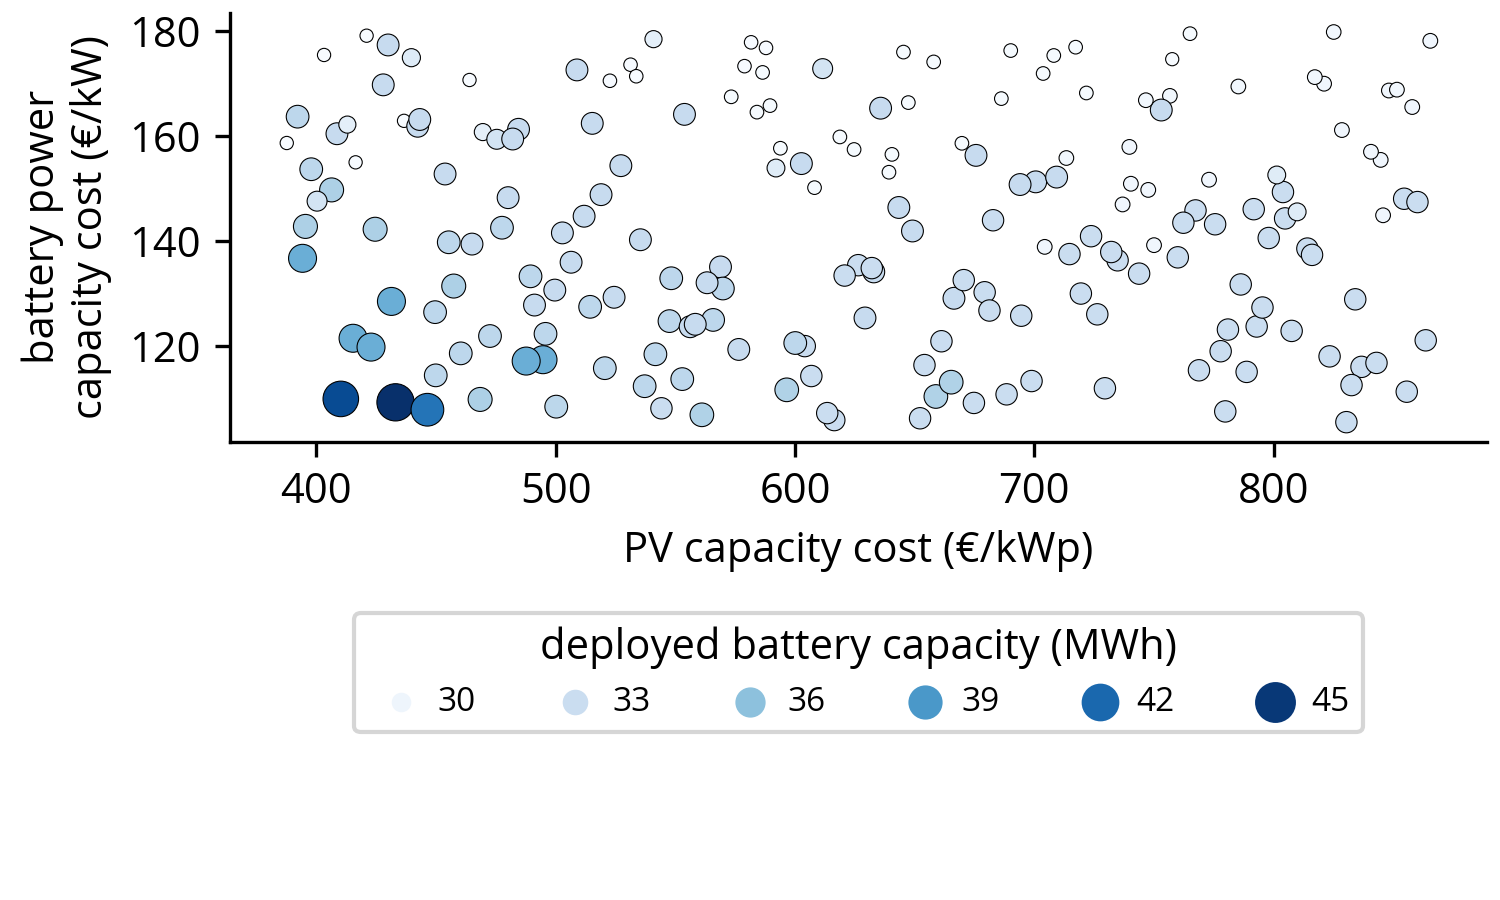 battery power
capacity cost (€/kW)
180
160
140
120
400 500 600 700 800
PV capacity cost (€/kWp)
deployed battery capacity (MWh)
30 33 36 39 42 45